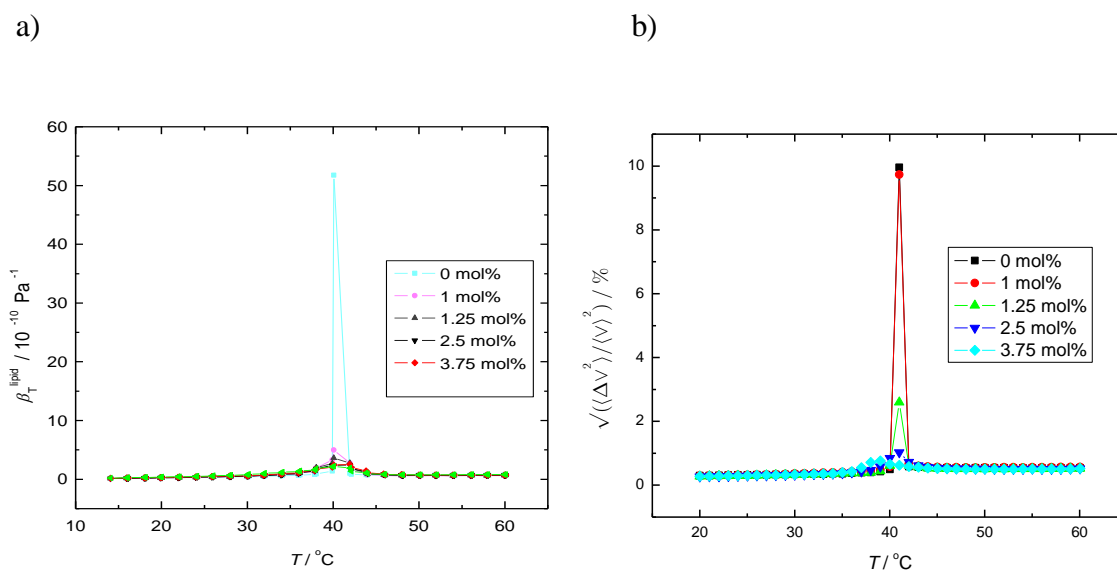 a)
b)
60
50
40
30
20
10
0
10 20 30 40 50 60
β_T^lipid / 10^-10 Pa^-1
T / °C
0 mol%
1 mol%
1.25 mol%
2.5 mol%
3.75 mol%
10
8
6
4
2
0
20 30 40 50 60
√(⟨ΔV²⟩/⟨V⟩²) / %
T / °C
0 mol%
1 mol%
1.25 mol%
2.5 mol%
3.75 mol%